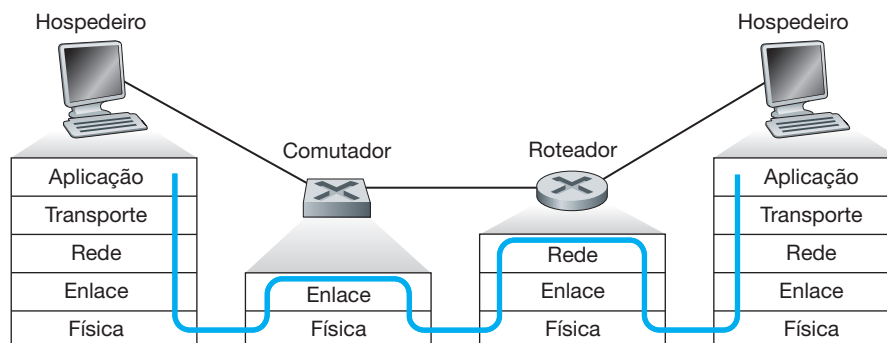 Hospedeiro
Hospedeiro
Comutador
Roteador
Aplicação
Transporte
Rede
Enlace
Física
Enlace
Física
Rede
Enlace
Física
Aplicação
Transporte
Rede
Enlace
Física